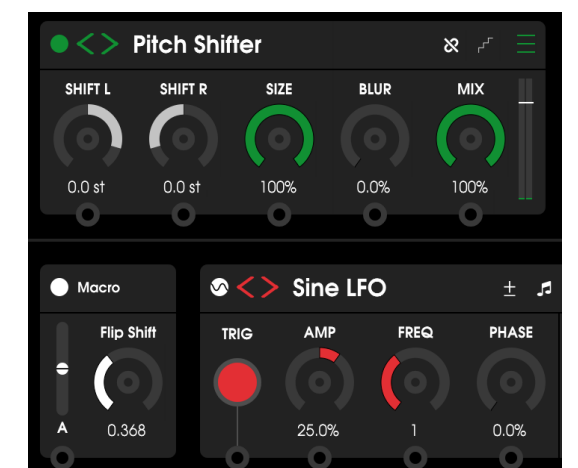 Pitch Shifter
SHIFT L SHIFT R SIZE BLUR MIX
0.0 st 0.0 st 100% 0.0% 100%
Macro
Sine LFO
±
Flip Shift
TRIG AMP FREQ PHASE
A 0.368 25.0% 1 0.0%